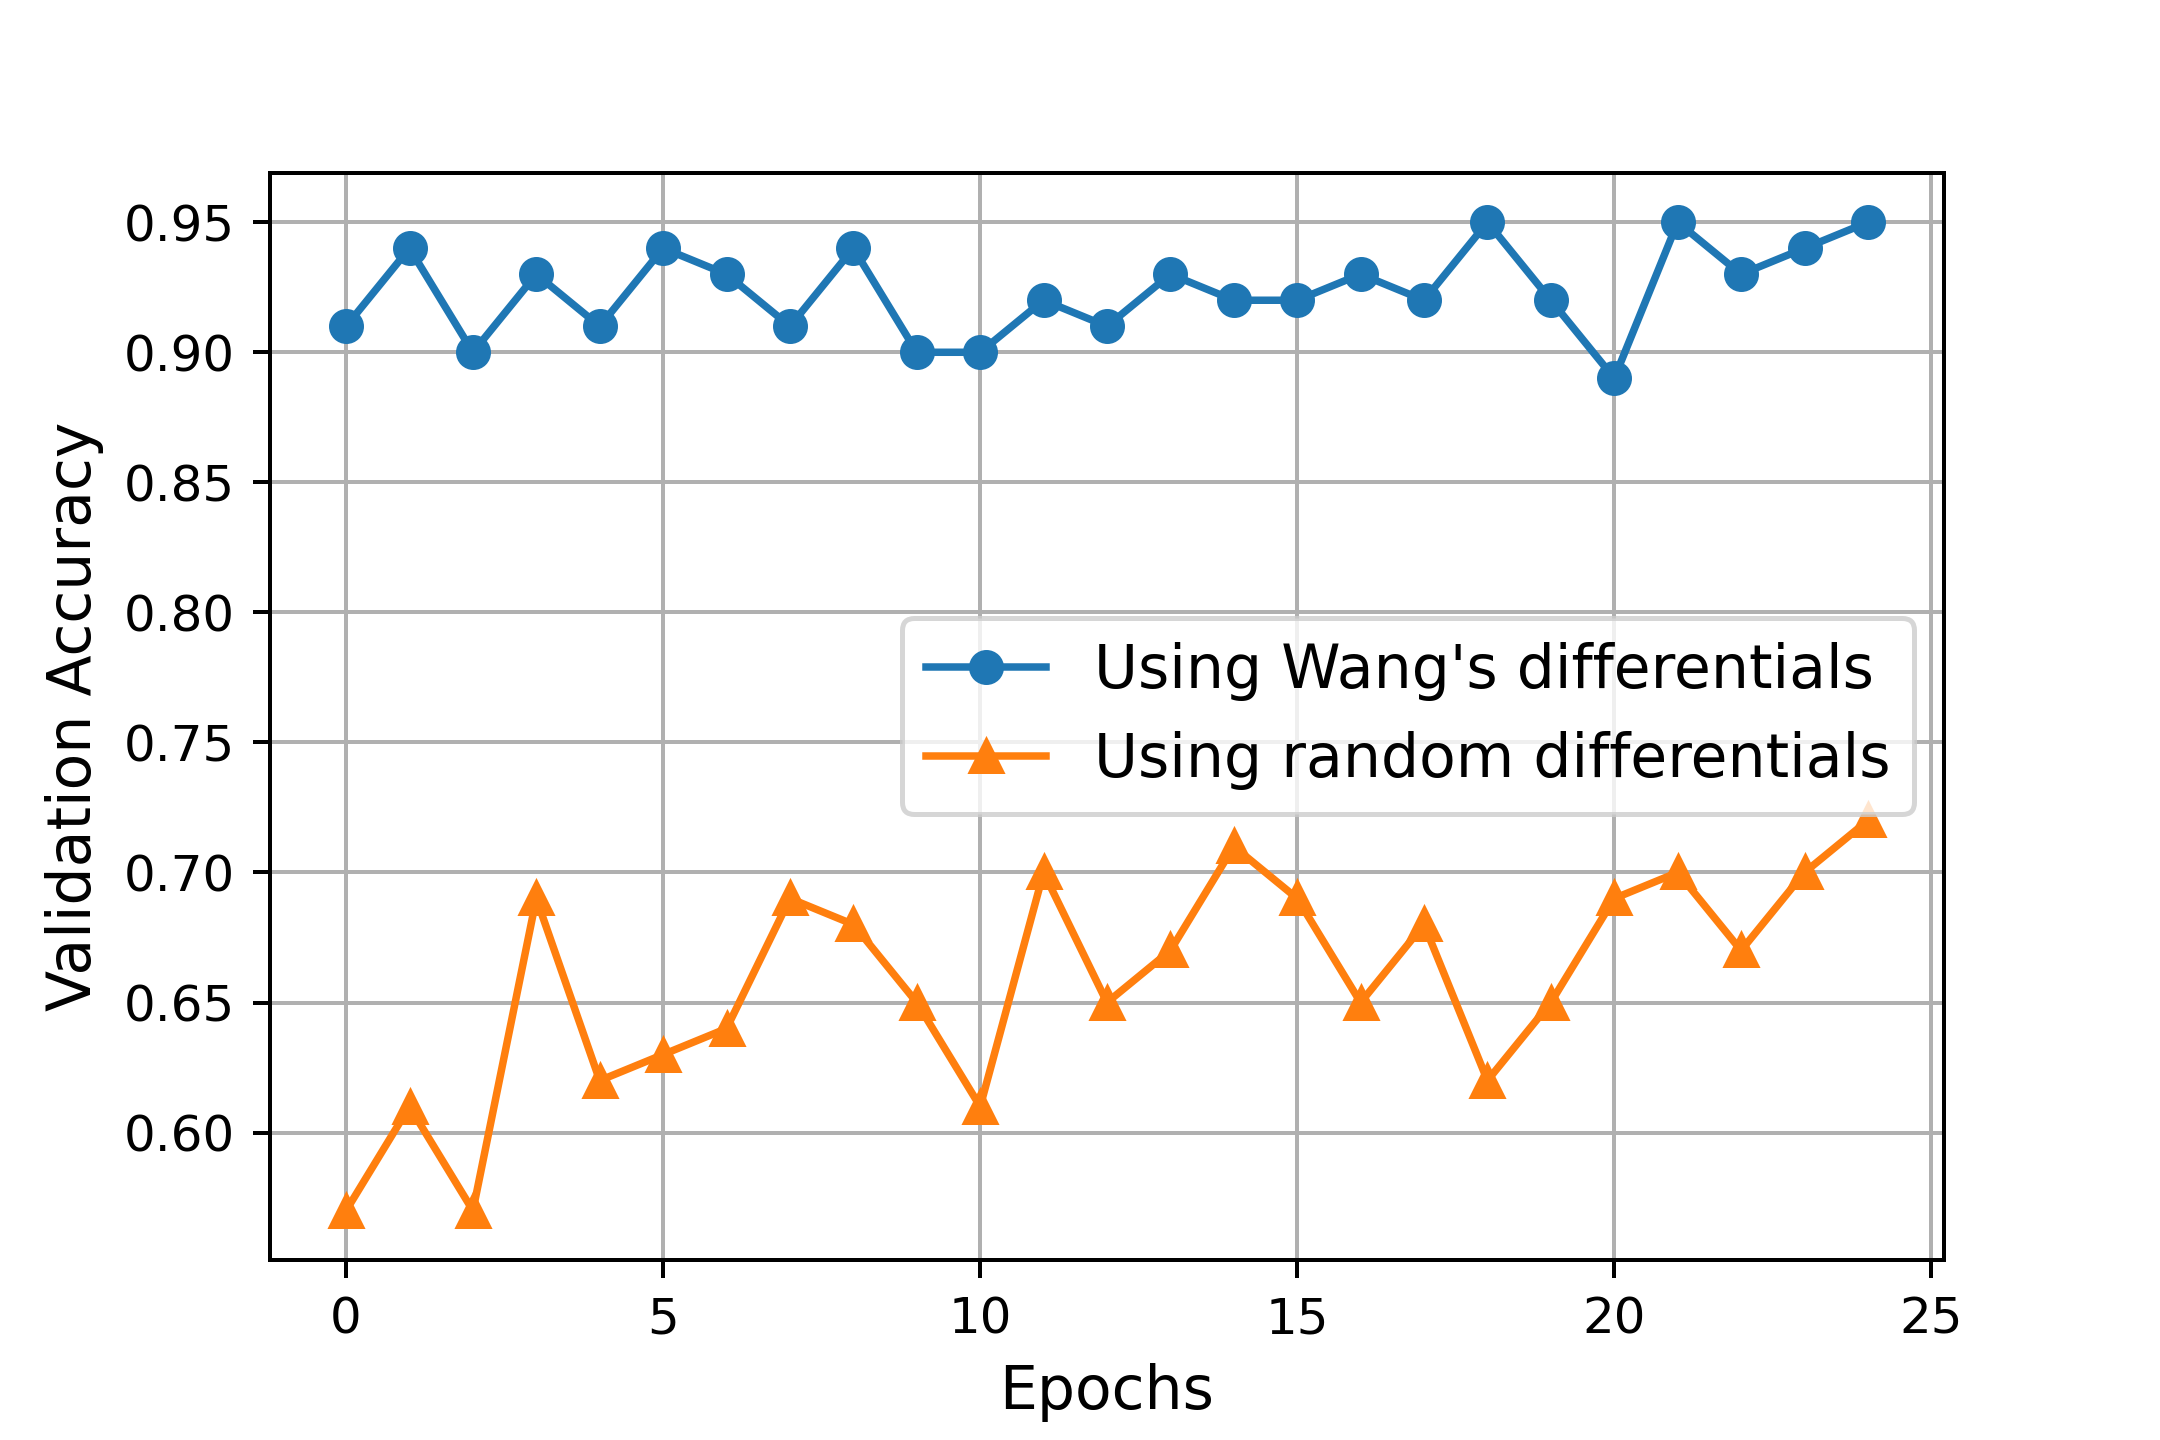 0.95
0.90
0.85
0.80
0.75
0.70
0.65
0.60
Validation Accuracy
Using Wang's differentials
Using random differentials
0 5 10 15 20 25
Epochs